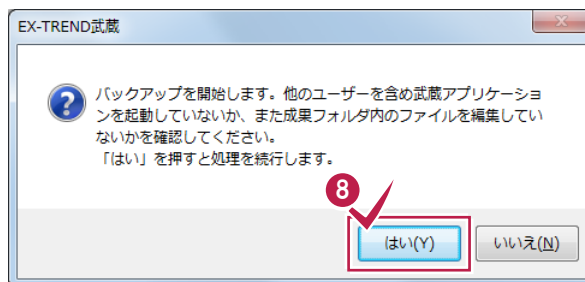 EX-TREND武蔵
バックアップを開始します。他のユーザーを含め武蔵アプリケーショ
ンを起動していないか、また成果フォルダ内のファイルを編集してい
ないかを確認してください。
「はい」を押すと処理を続行します。
8
はい(Y)
いいえ(N)